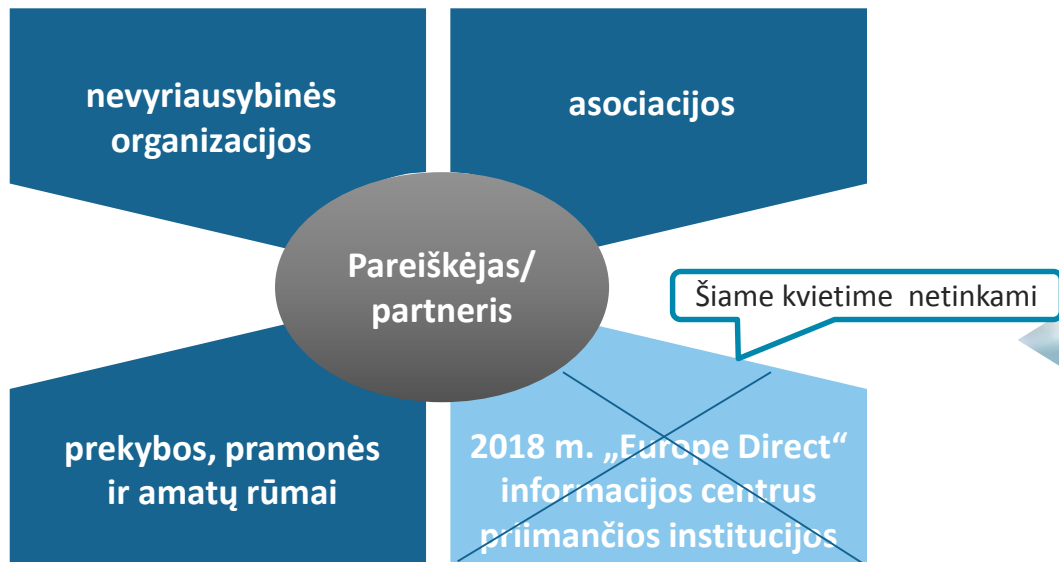 nevyriausybinės
organizacijos
asociacijos
Pareiškėjas/
partneris
Šiame kvietime netinkami
prekybos, pramonės
ir amatų rūmai
2018 m. „Europe Direct“
informacijos centrus
priimančios institucijos